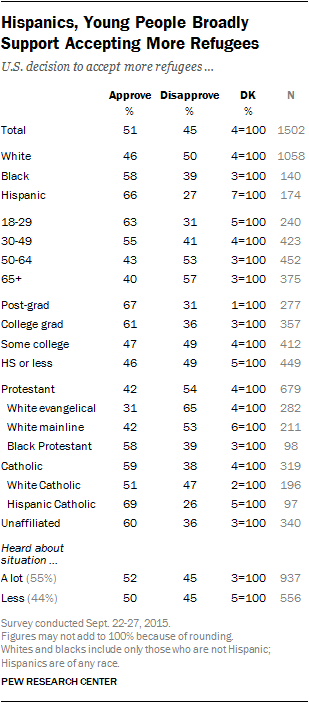 Hispanics, Young People Broadly
Support Accepting More Refugees
U.S. decision to accept more refugees ...
Approve Disapprove DK N
% % %
Total 51 45 4=100 1502
White 46 50 4=100 1058
Black 58 39 3=100 140
Hispanic 66 27 7=100 174
18-29 63 31 5=100 240
30-49 55 41 4=100 423
50-64 43 53 3=100 452
65+ 40 57 3=100 375
Post-grad 67 31 1=100 277
College grad 61 36 3=100 357
Some college 47 49 4=100 412
HS or less 46 49 5=100 449
Protestant 42 54 4=100 679
White evangelical 31 65 4=100 282
White mainline 42 53 6=100 211
Black Protestant 58 39 3=100 98
Catholic 59 38 4=100 319
White Catholic 51 47 2=100 196
Hispanic Catholic 69 26 5=100 97
Unaffiliated 60 36 3=100 340
Heard about
situation ...
A lot (55%) 52 45 3=100 937
Less (44%) 50 45 5=100 556
Survey conducted Sept. 22-27, 2015.
Figures may not add to 100% because of rounding.
Whites and blacks include only those who are not Hispanic;
Hispanics are of any race.
PEW RESEARCH CENTER